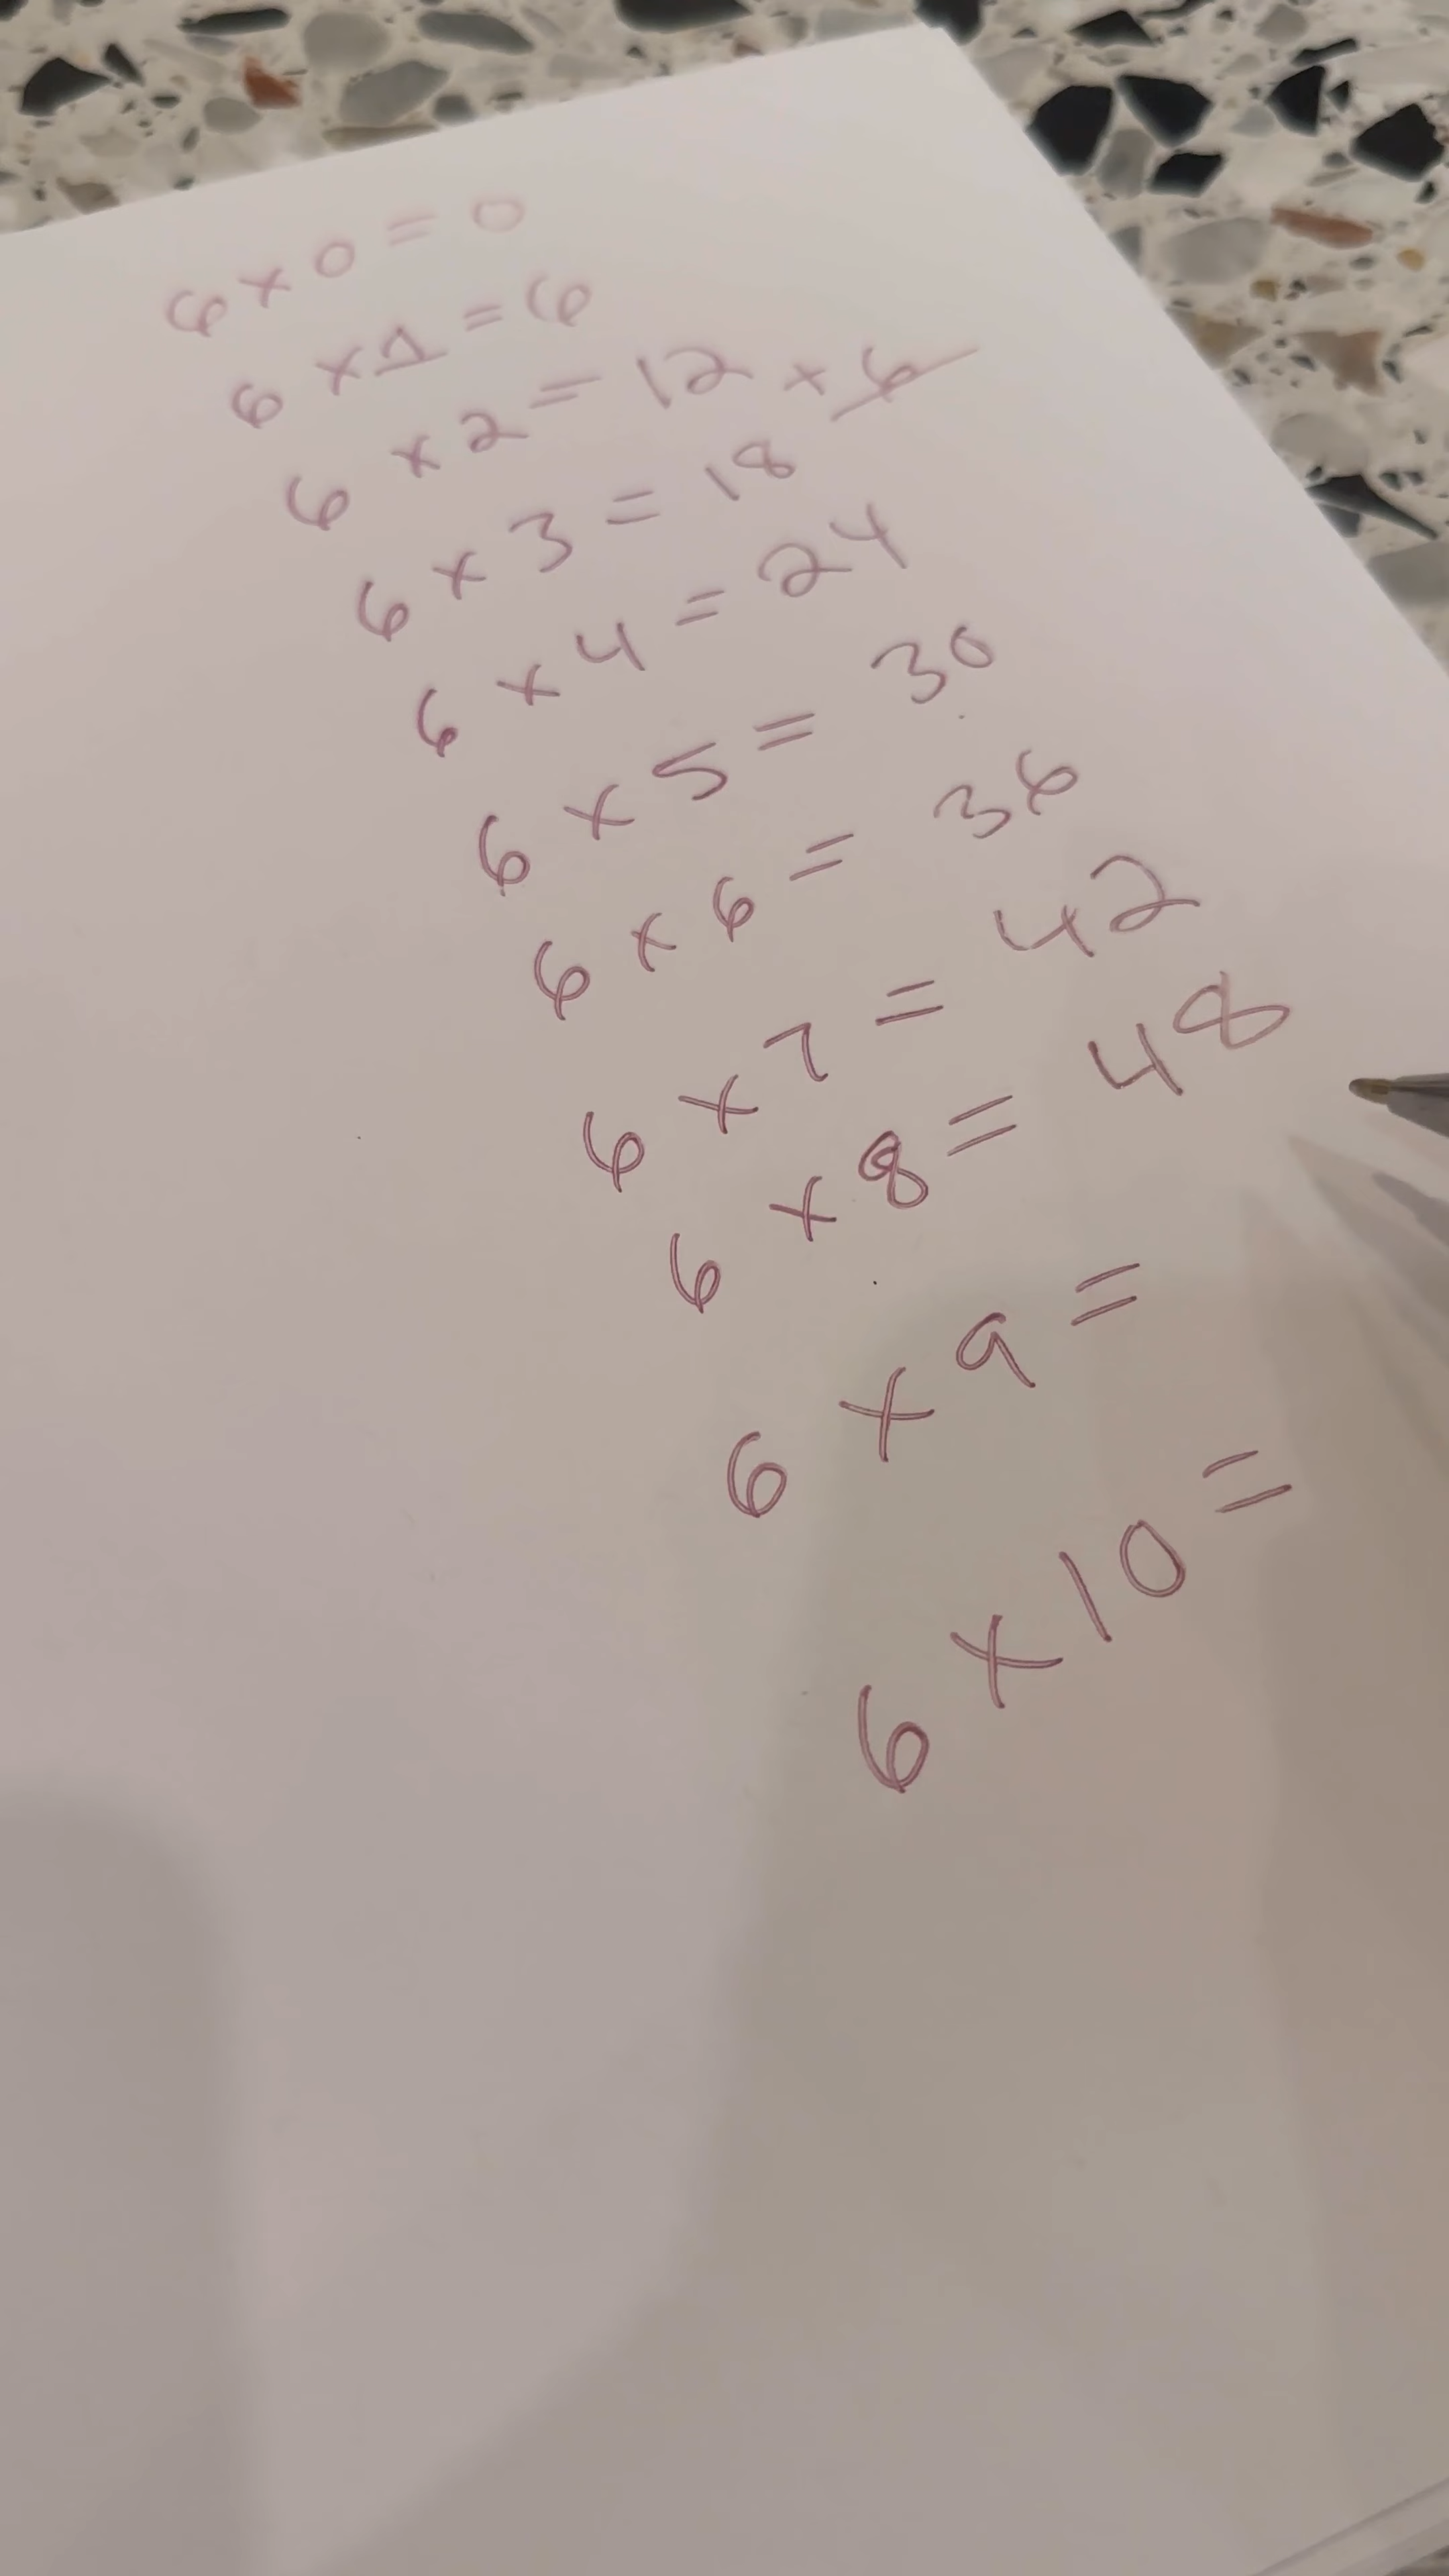 6 x 0 = 0
6 x 1 = 6
6 x 2 = 12 x 6
6 x 3 = 18
6 x 4 = 24
6 x 5 = 30
6 x 6 = 36
6 x 7 = 42
6 x 8 = 48
6 x 9 =
6 x 10 =